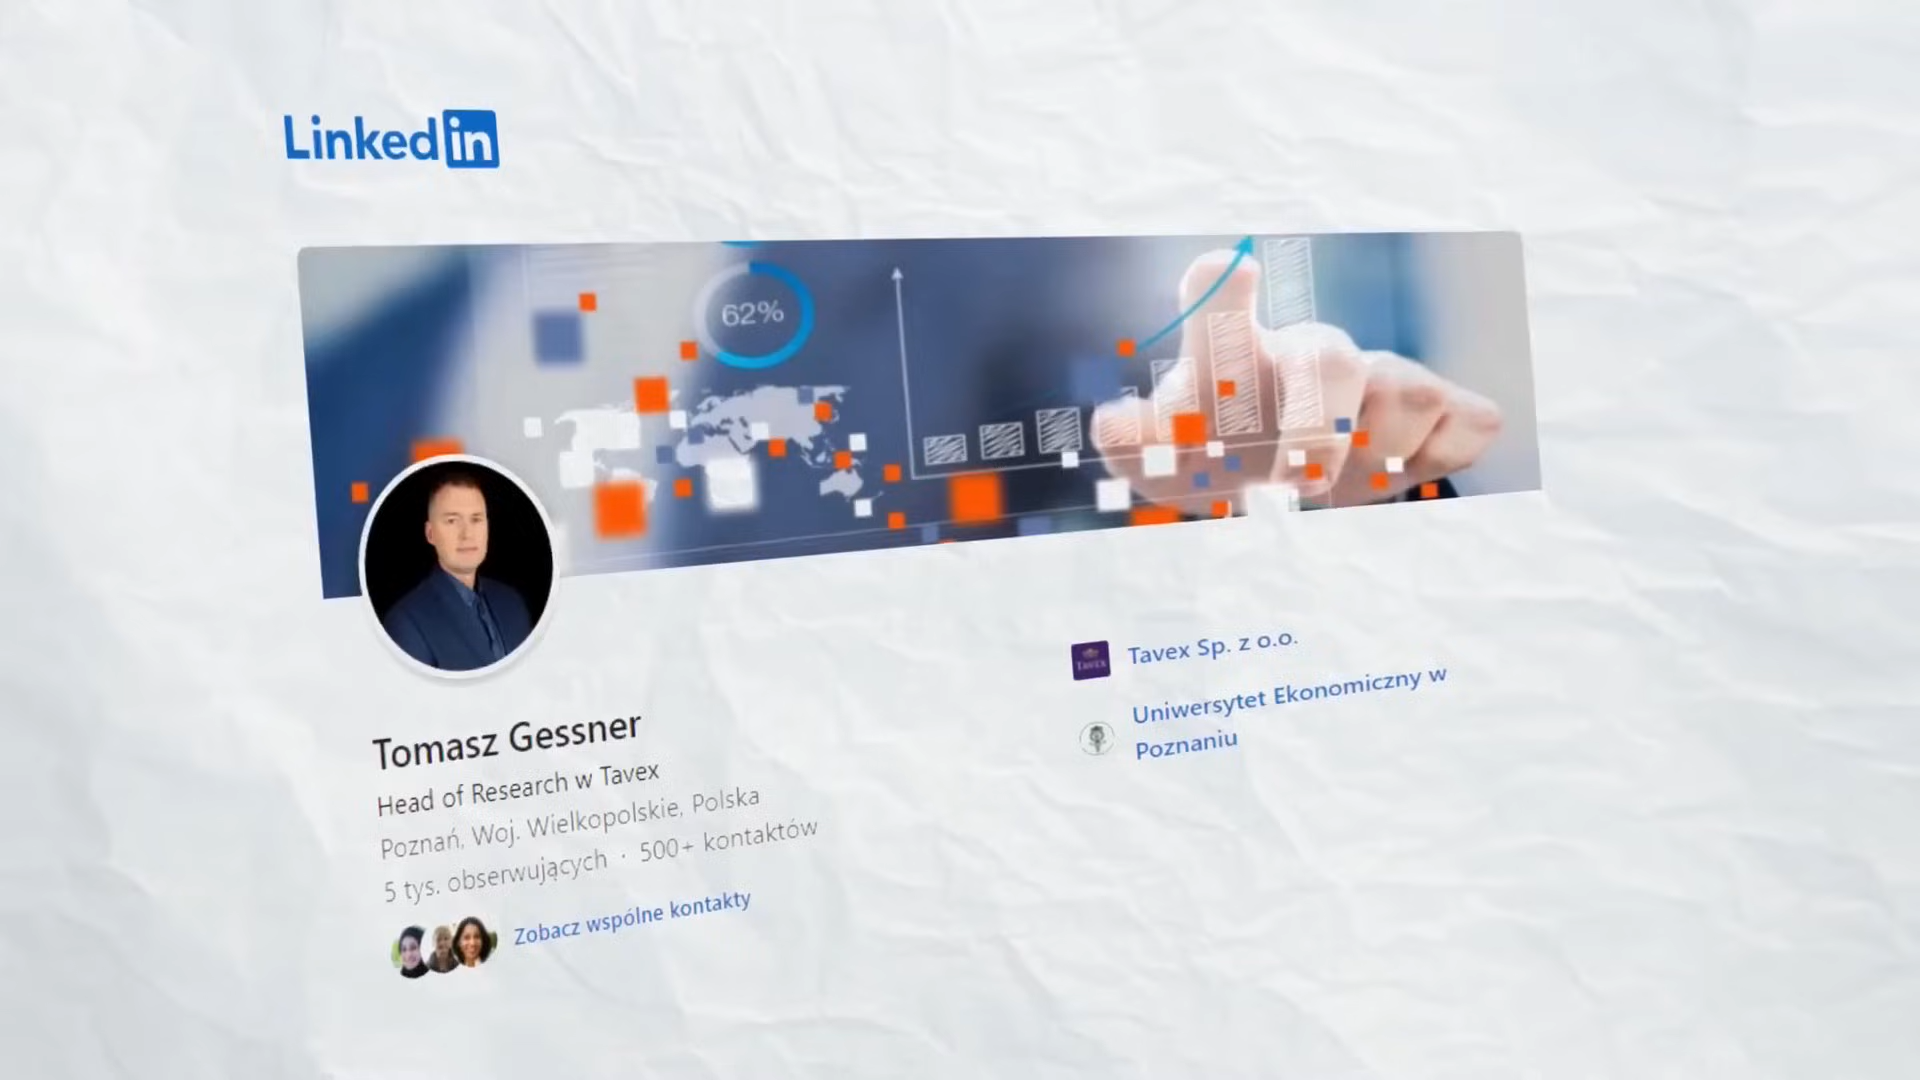 Linkedin
62%
Tomasz Gessner
Head of Research w Tavex
Poznań, Woj. Wielkopolskie, Polska
5 tys. obserwujących · 500+ kontaktów
Zobacz wspólne kontakty
TAVEX
Tavex Sp. z o.o.
Uniwersytet Ekonomiczny w
Poznaniu